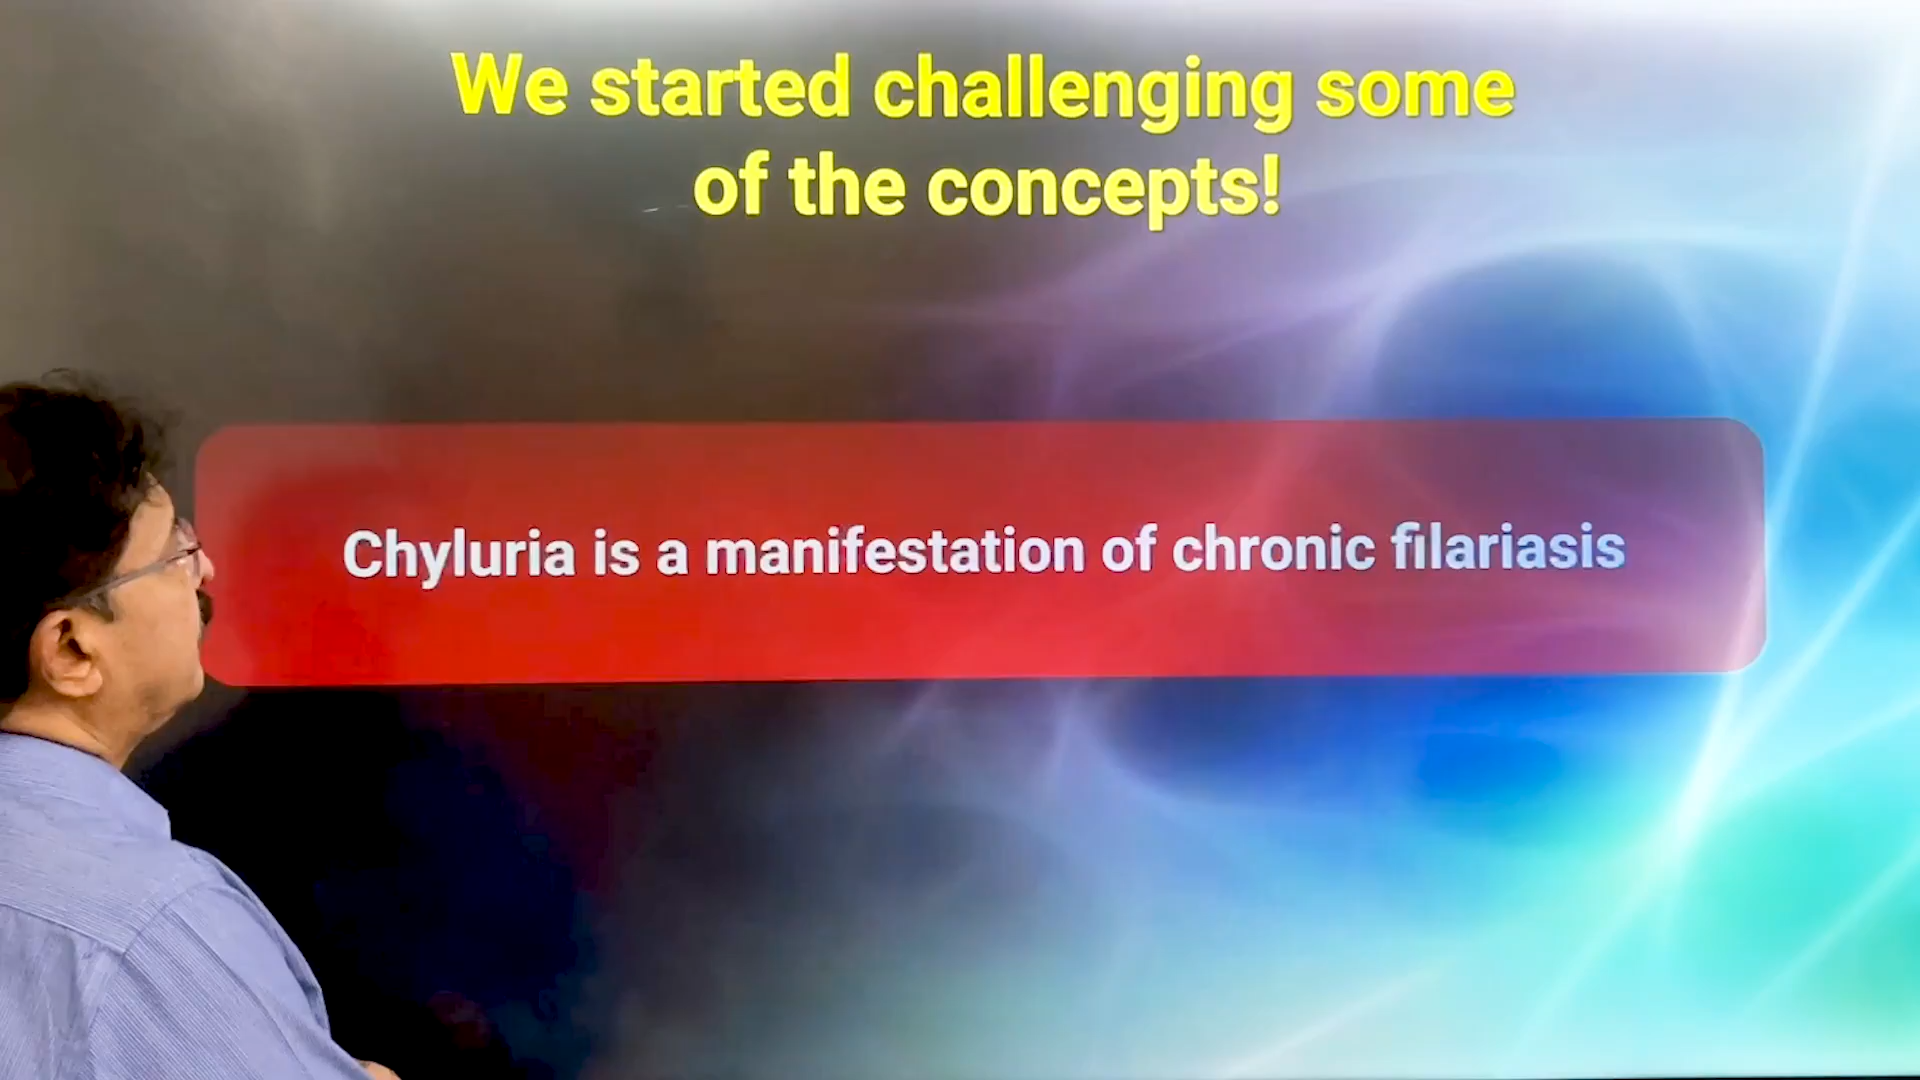 We started challenging some
of the concepts!
Chyluria is a manifestation of chronic filariasis